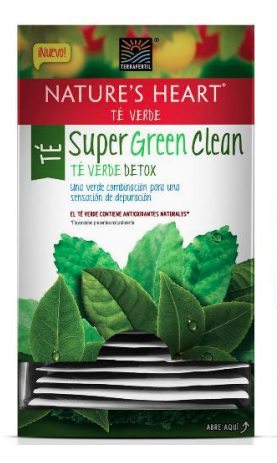 ¡Nuevo!
TERRAFERTIL
NATURE'S HEART®
TÉ VERDE
TÉ
Super Green Clean
TÉ VERDE DETOX
Una verde combinación para una
sensación de depuración
EL TÉ VERDE CONTIENE ANTIOXIDANTES NATURALES*
ABRE AQUÍ